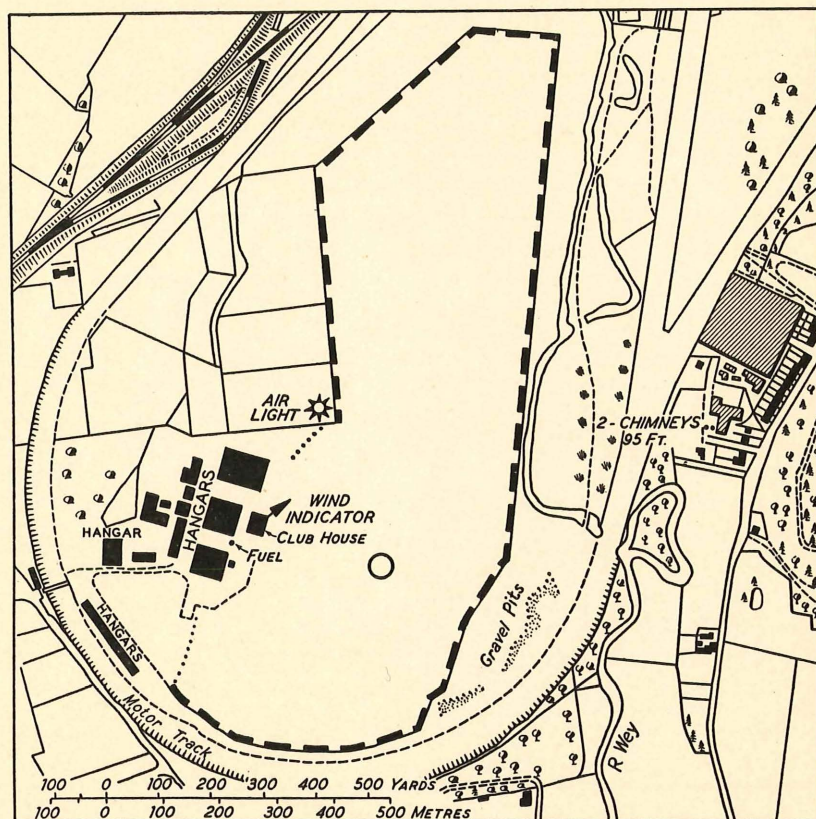 AIR
LIGHT
2 - CHIMNEYS
95 FT.
HANGARS
WIND
INDICATOR
CLUB HOUSE
FUEL
HANGAR
HANGARS
Gravel Pits
Motor Track
R Wey
100 0 100 200 300 400 500 YARDS
100 0 100 200 300 400 500 METRES